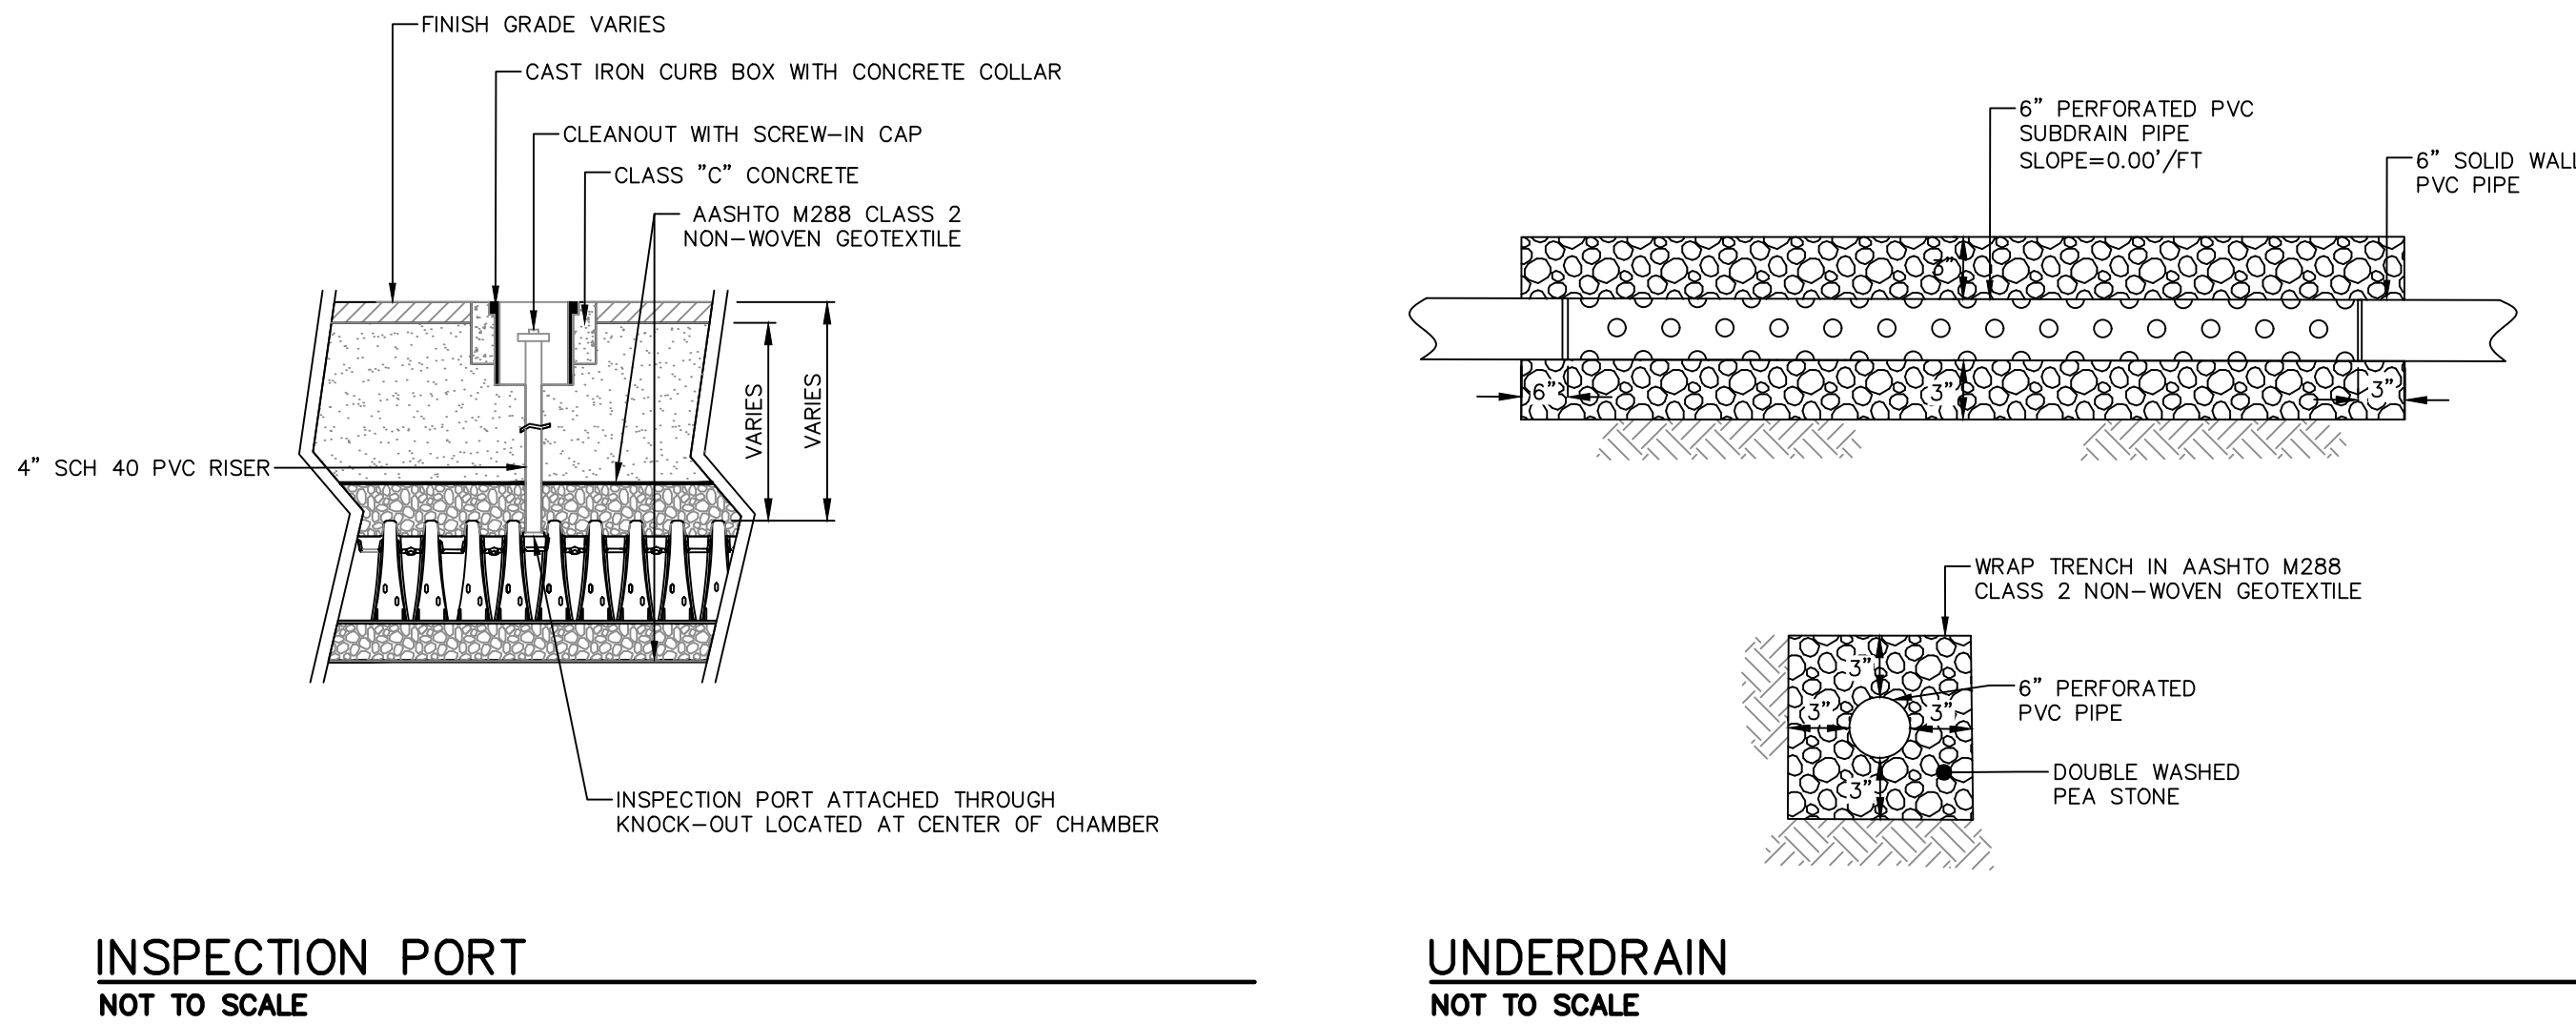 FINISH GRADE VARIES
CAST IRON CURB BOX WITH CONCRETE COLLAR
CLEANOUT WITH SCREW-IN CAP
CLASS "C" CONCRETE
AASHTO M288 CLASS 2
NON-WOVEN GEOTEXTILE
VARIES
VARIES
4" SCH 40 PVC RISER
INSPECTION PORT ATTACHED THROUGH
KNOCK-OUT LOCATED AT CENTER OF CHAMBER
INSPECTION PORT
NOT TO SCALE
6" PERFORATED PVC
SUBDRAIN PIPE
SLOPE=0.00'/FT
6" SOLID WALL
PVC PIPE
3"
6"
3"
3"
WRAP TRENCH IN AASHTO M288
CLASS 2 NON-WOVEN GEOTEXTILE
3"
6" PERFORATED
PVC PIPE
3"
3"
3"
DOUBLE WASHED
PEA STONE
UNDERDRAIN
NOT TO SCALE